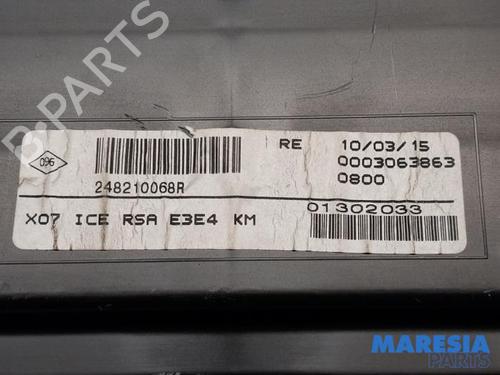 B-PARTS
RE 10/03/15
096
0003063863
248210068R
0800
X07 ICE RSA E3E4 KM
01302033
MARESIA
PARTS